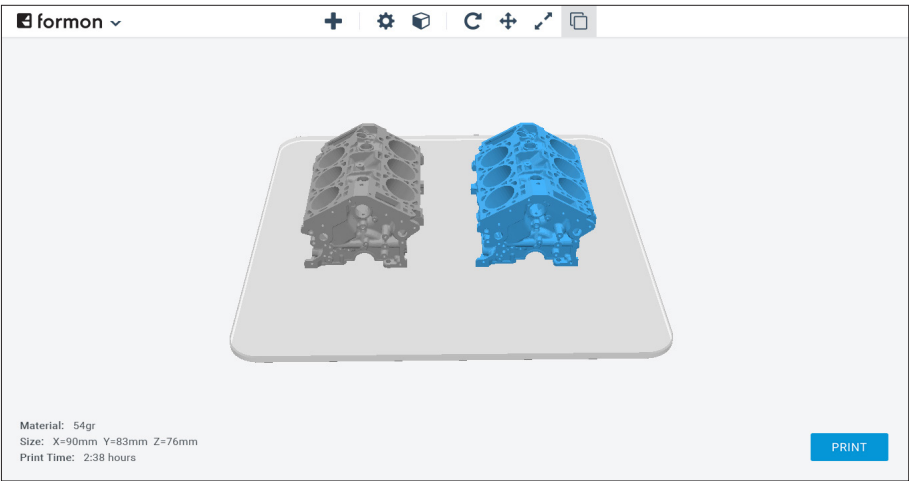 formon
Material: 54gr
Size: X=90mm Y=83mm Z=76mm
Print Time: 2:38 hours
PRINT